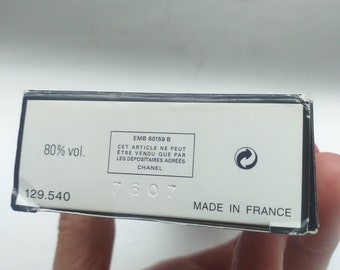 EMB 60159 B
CET ARTICLE NE PEUT
ÊTRE VENDU QUE PAR
LES DÉPOSITAIRES AGRÉÉS
CHANEL
80% vol.
7607
129.540
MADE IN FRANCE